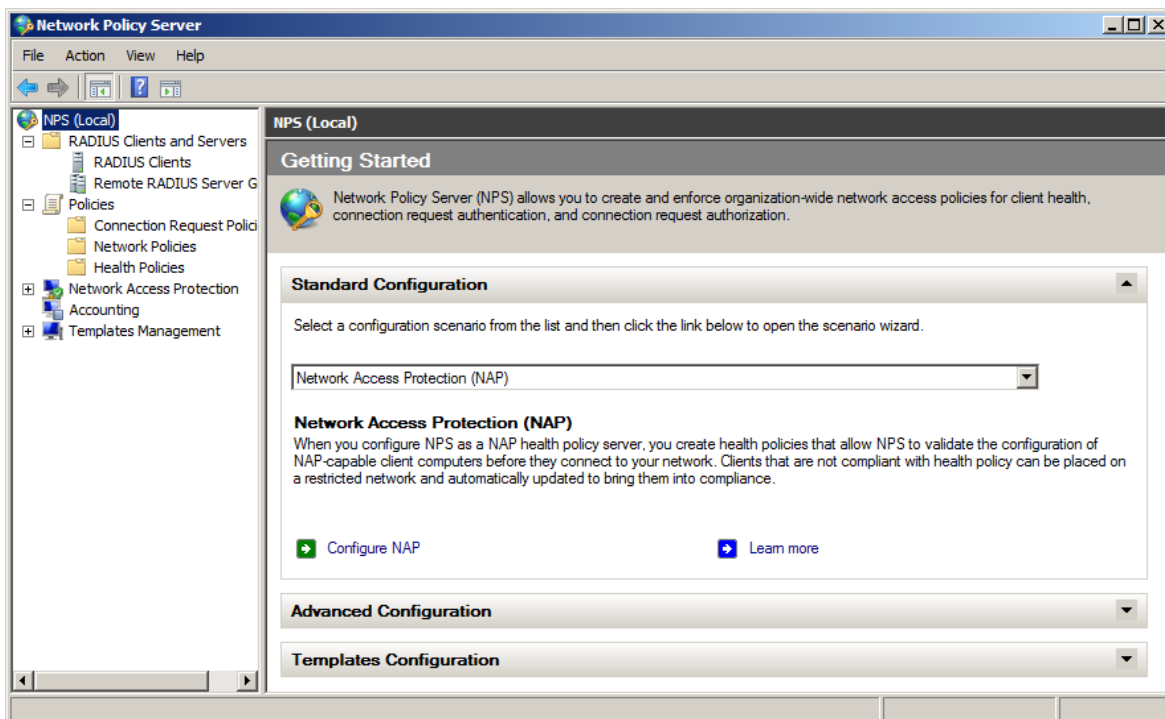 Network Policy Server
File Action View Help
NPS (Local)
RADIUS Clients and Servers
RADIUS Clients
Remote RADIUS Server G
Policies
Connection Request Polici
Network Policies
Health Policies
Network Access Protection
Accounting
Templates Management
NPS (Local)
Getting Started
Network Policy Server (NPS) allows you to create and enforce organization-wide network access policies for client health,
connection request authentication, and connection request authorization.
Standard Configuration
Select a configuration scenario from the list and then click the link below to open the scenario wizard.
Network Access Protection (NAP)
Network Access Protection (NAP)
When you configure NPS as a NAP health policy server, you create health policies that allow NPS to validate the configuration of
NAP-capable client computers before they connect to your network. Clients that are not compliant with health policy can be placed on
a restricted network and automatically updated to bring them into compliance.
Configure NAP
Learn more
Advanced Configuration
Templates Configuration